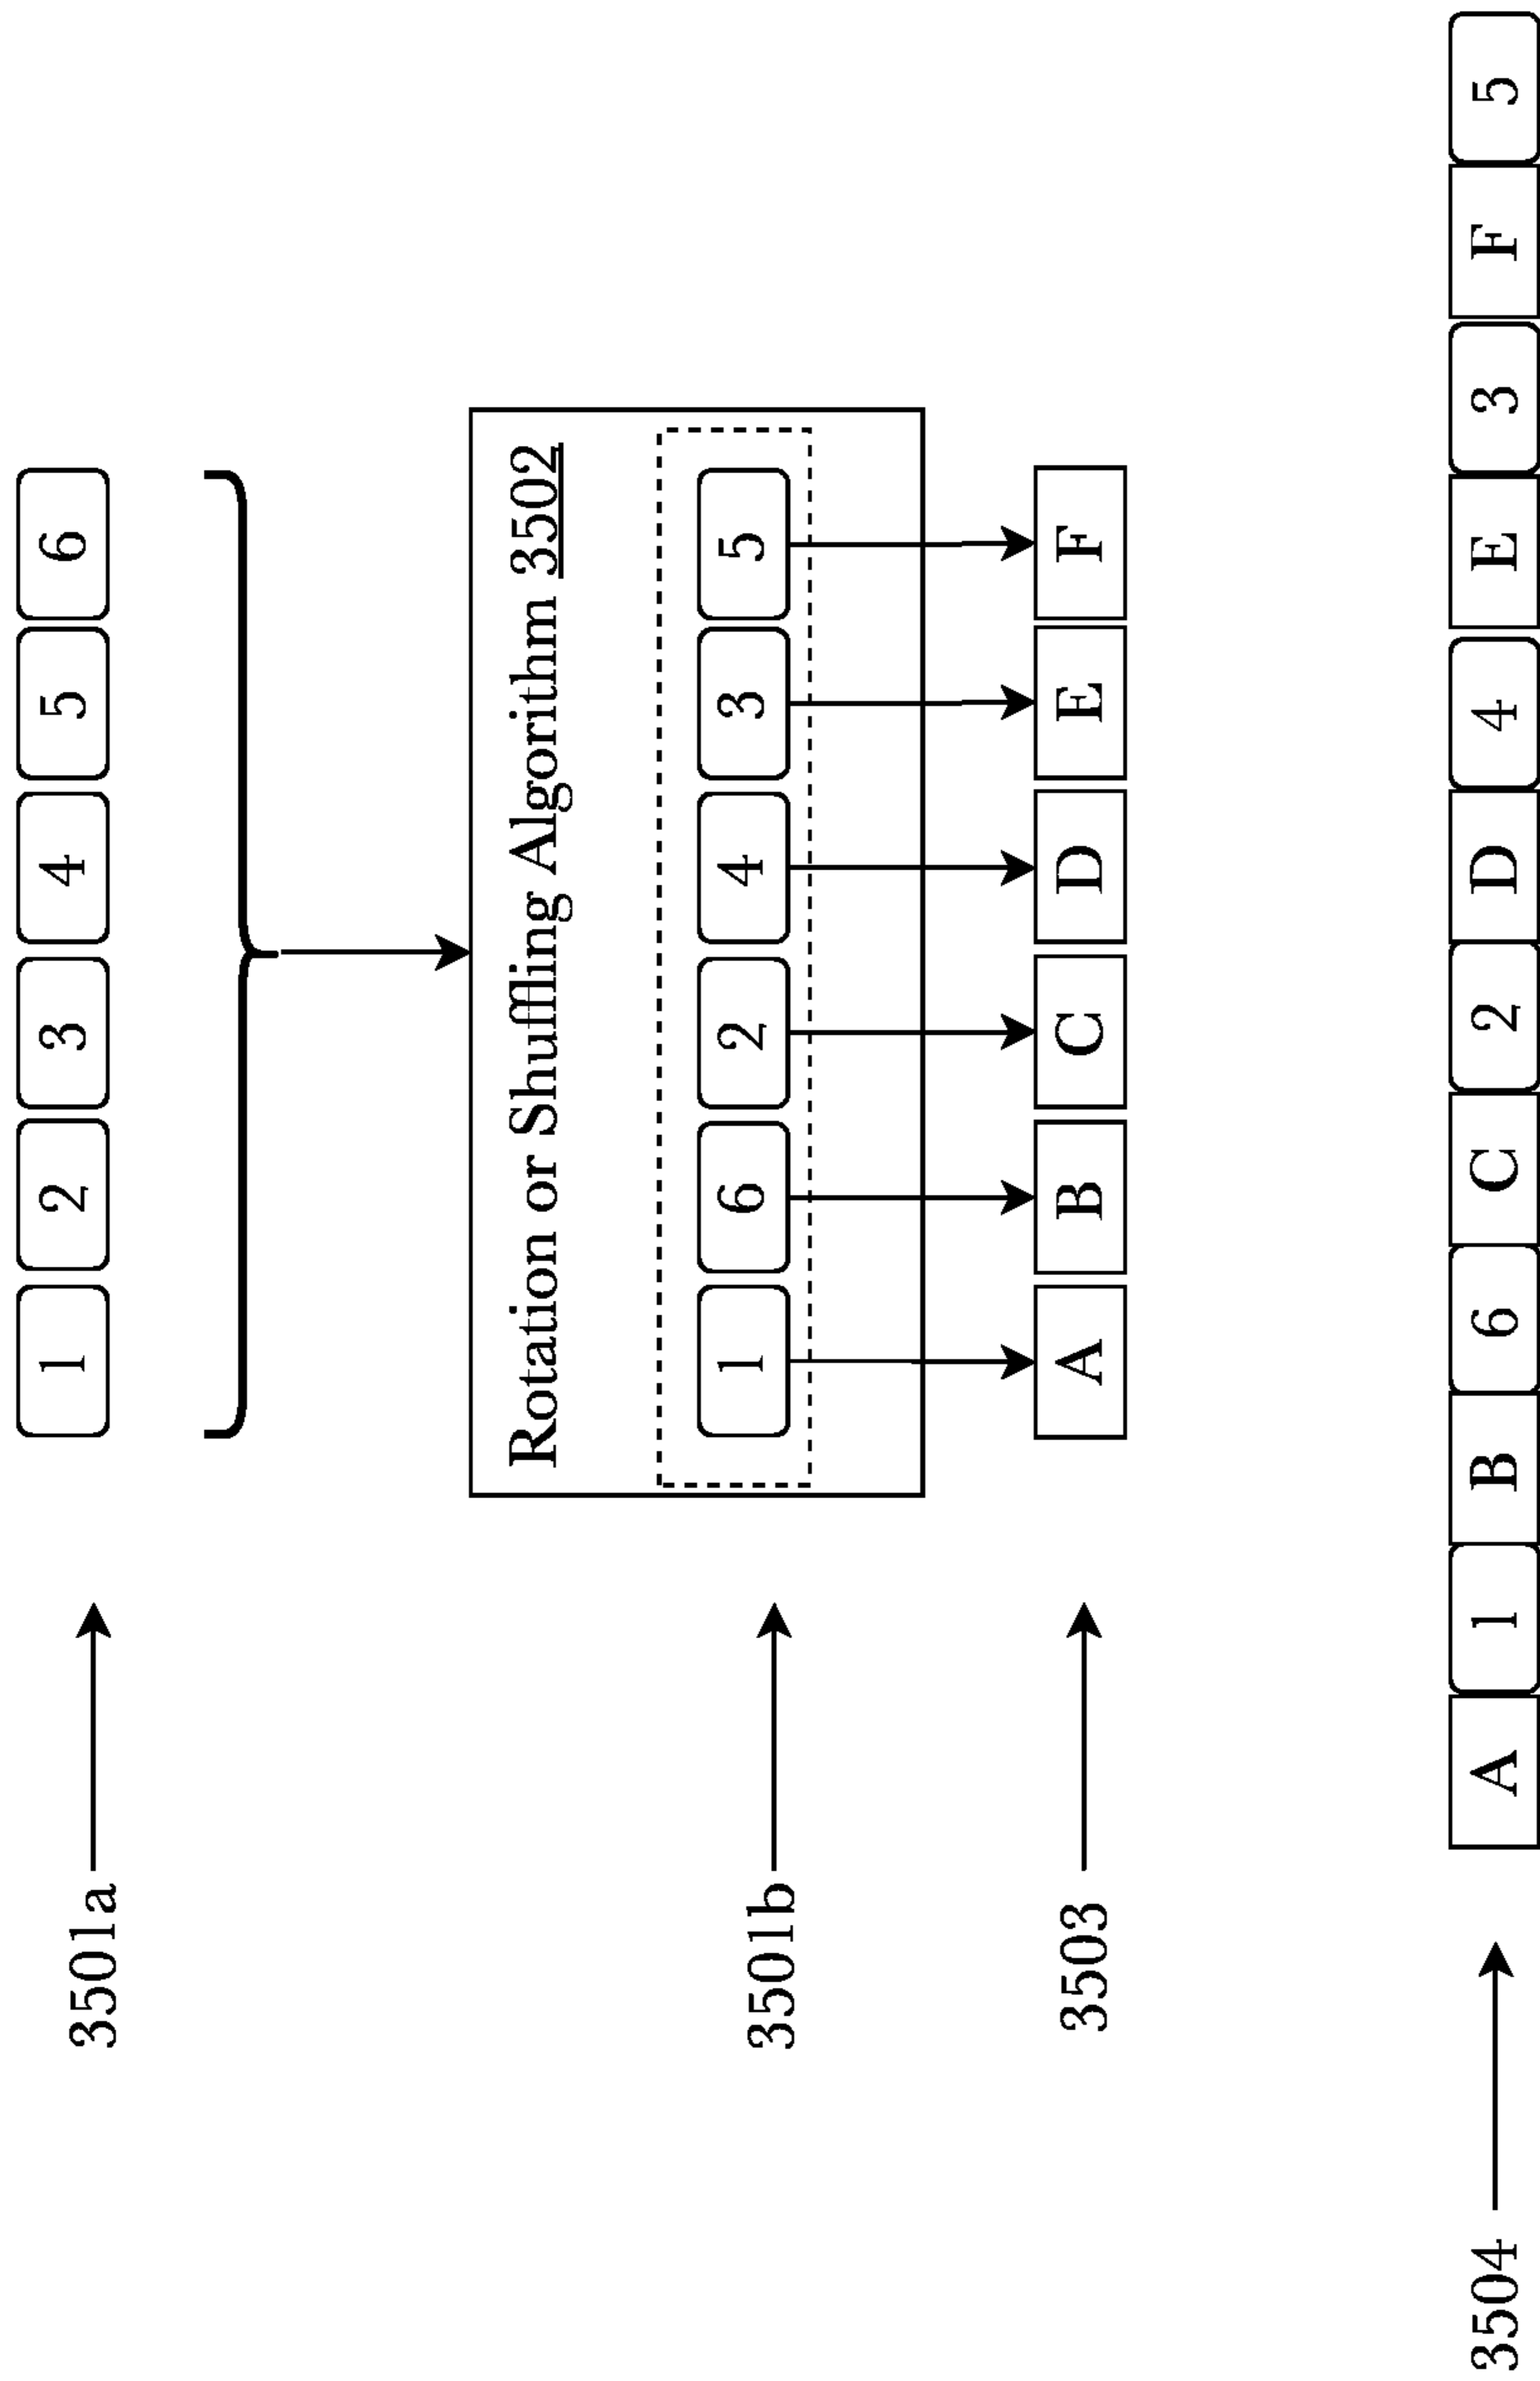 3501a 1 2 3 4 5 6
Rotation or Shuffling Algorithm 3502
3501b 1 6 2 4 3 5
3503 A B C D E F
3504 A 1 B 6 C 2 D 4 E 3 F 5